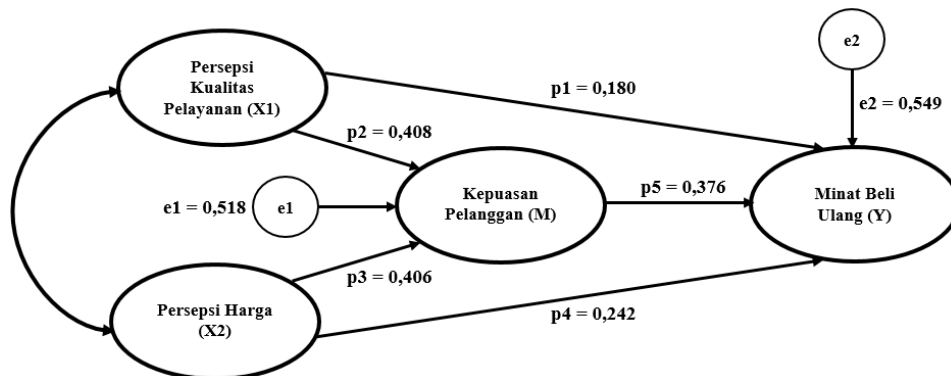 e2
Persepsi
Kualitas
Pelayanan (X1)
p1 = 0,180
e2 = 0,549
p2 = 0,408
e1 = 0,518
e1
Kepuasan
Pelanggan (M)
p5 = 0,376
Minat Beli
Ulang (Y)
p3 = 0,406
Persepsi Harga
(X2)
p4 = 0,242